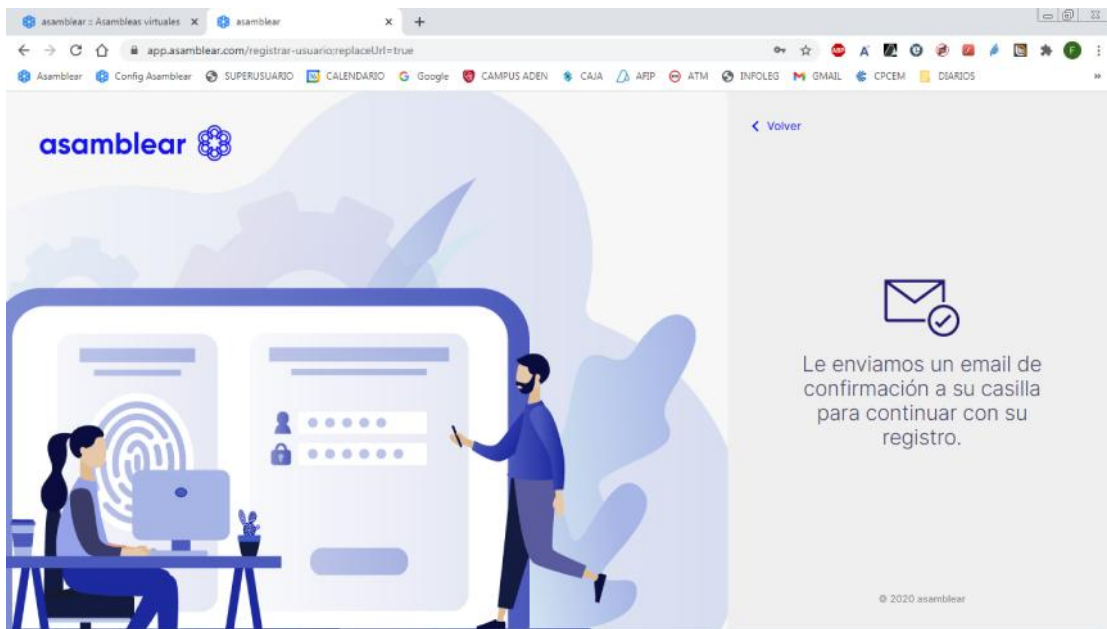 asamblear :: Asambleas virtuales
asamblear
app.asamblear.com/registrar-usuario;replaceUrl=true
Asamblear Config Asamblear SUPERUSUARIO CALENDARIO Google CAMPUS ADEN CAJA AFIP ATM INFOLEG GMAIL CPCEM DIARIOS
asamblear
Volver
Le enviamos un email de
confirmación a su casilla
para continuar con su
registro.
© 2020 asamblear